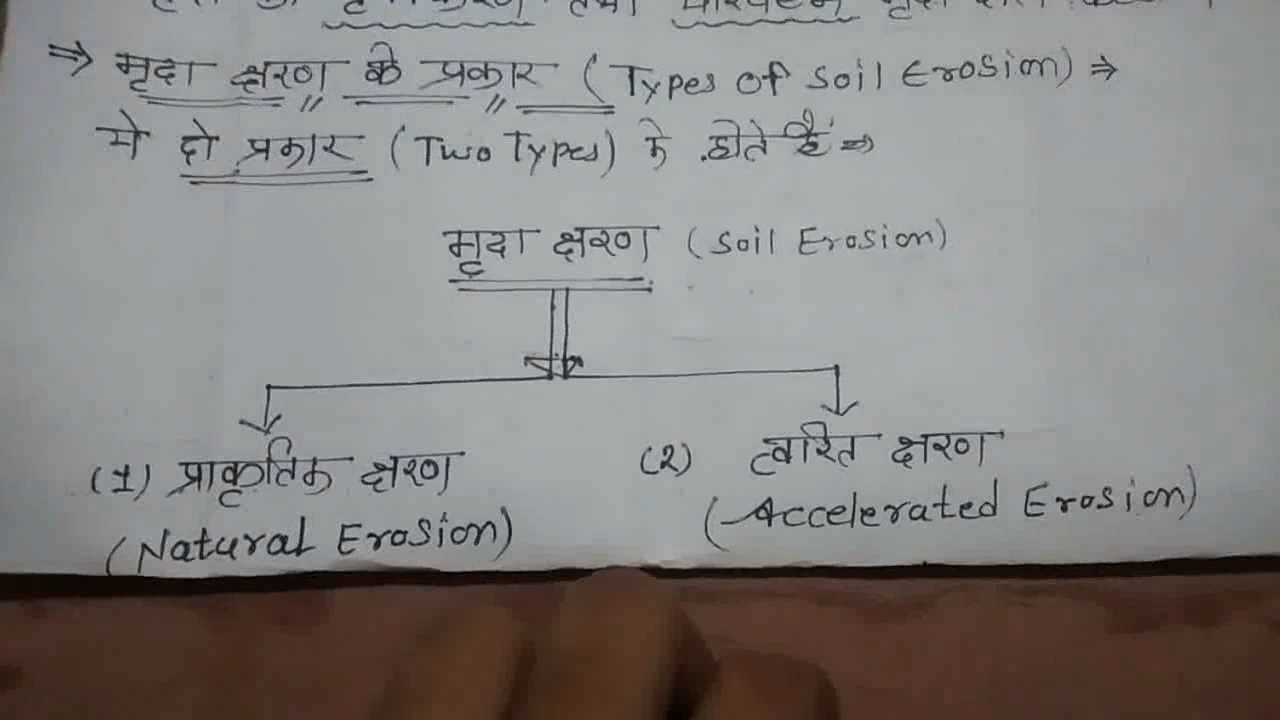 तथा
⇒ मृदा क्षरण के प्रकार (Types of Soil Erosion) ⇒
ये दो प्रकार (Two Types) के होते हैं ⇒
मृदा क्षरण (Soil Erosion)
(1) प्राकृतिक क्षरण (2) त्वरित क्षरण
(Natural Erosion) (Accelerated Erosion)